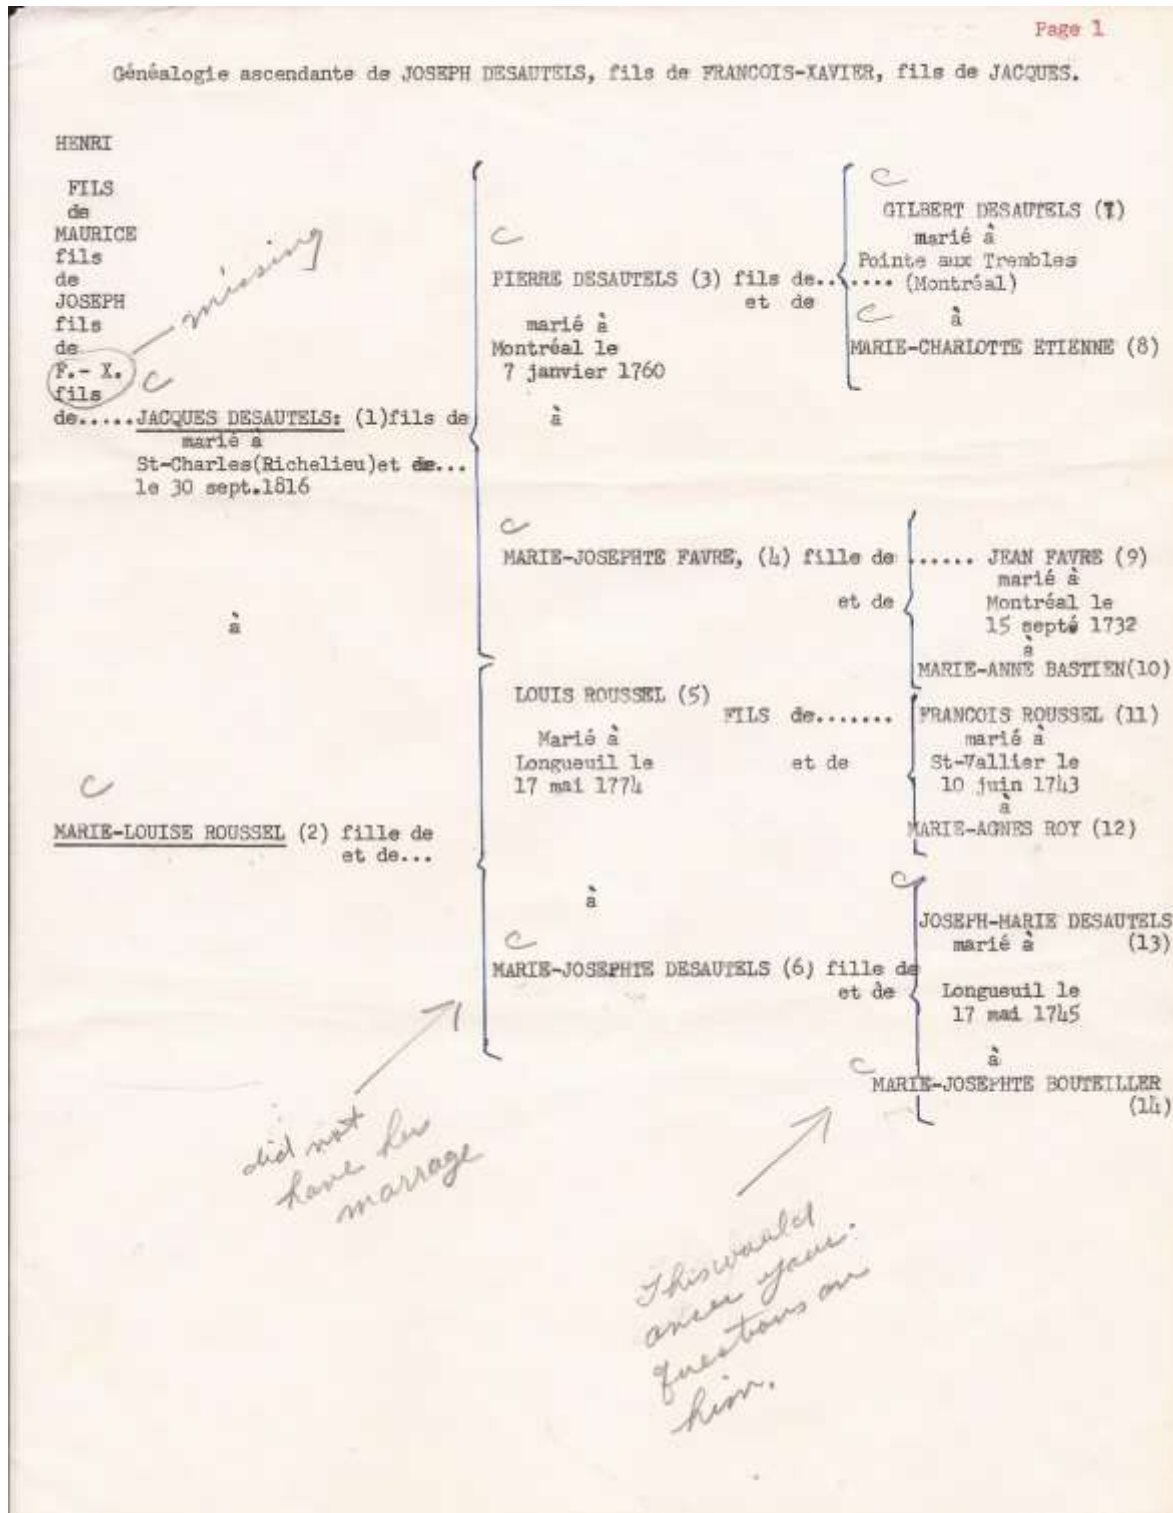 Page 1
Généalogie ascendante de JOSEPH DESAUTELS, fils de FRANCOIS-XAVIER, fils de JACQUES.
HENRI
FILS
de
MAURICE
fils
de
JOSEPH
fils
de
F.- X.
fils
de.....JACQUES DESAUTELS: (1)fils de
marié à
St-Charles(Richelieu)et de...
le 30 sept.1816
missing
C
à
C
MARIE-LOUISE ROUSSEL (2) fille de
et de...
C
PIERRE DESAUTELS (3) fils de......
et de
marié à
Montréal le
7 janvier 1760
à
C
MARIE-JOSEPHTE FAVRE, (4) fille de ......
et de
LOUIS ROUSSEL (5)
FILS de.......
Marié à
Longueuil le
et de
17 mai 1774
à
C
MARIE-JOSEPHTE DESAUTELS (6) fille de
et de
C
GILBERT DESAUTELS (7)
marié à
Pointe aux Trembles
(Montréal)
C
à
MARIE-CHARLOTTE ETIENNE (8)
JEAN FAVRE (9)
marié à
Montréal le
15 septé 1732
à
MARIE-ANNE BASTIEN(10)
FRANCOIS ROUSSEL (11)
marié à
St-Vallier le
10 juin 1743
à
MARIE-AGNES ROY (12)
C
JOSEPH-MARIE DESAUTELS
marié à (13)
Longueuil le
17 mai 1745
à
C
MARIE-JOSEPHTE BOUTEILLER
(14)
did not
have her
marrage
This would
anser your
questions on
him.